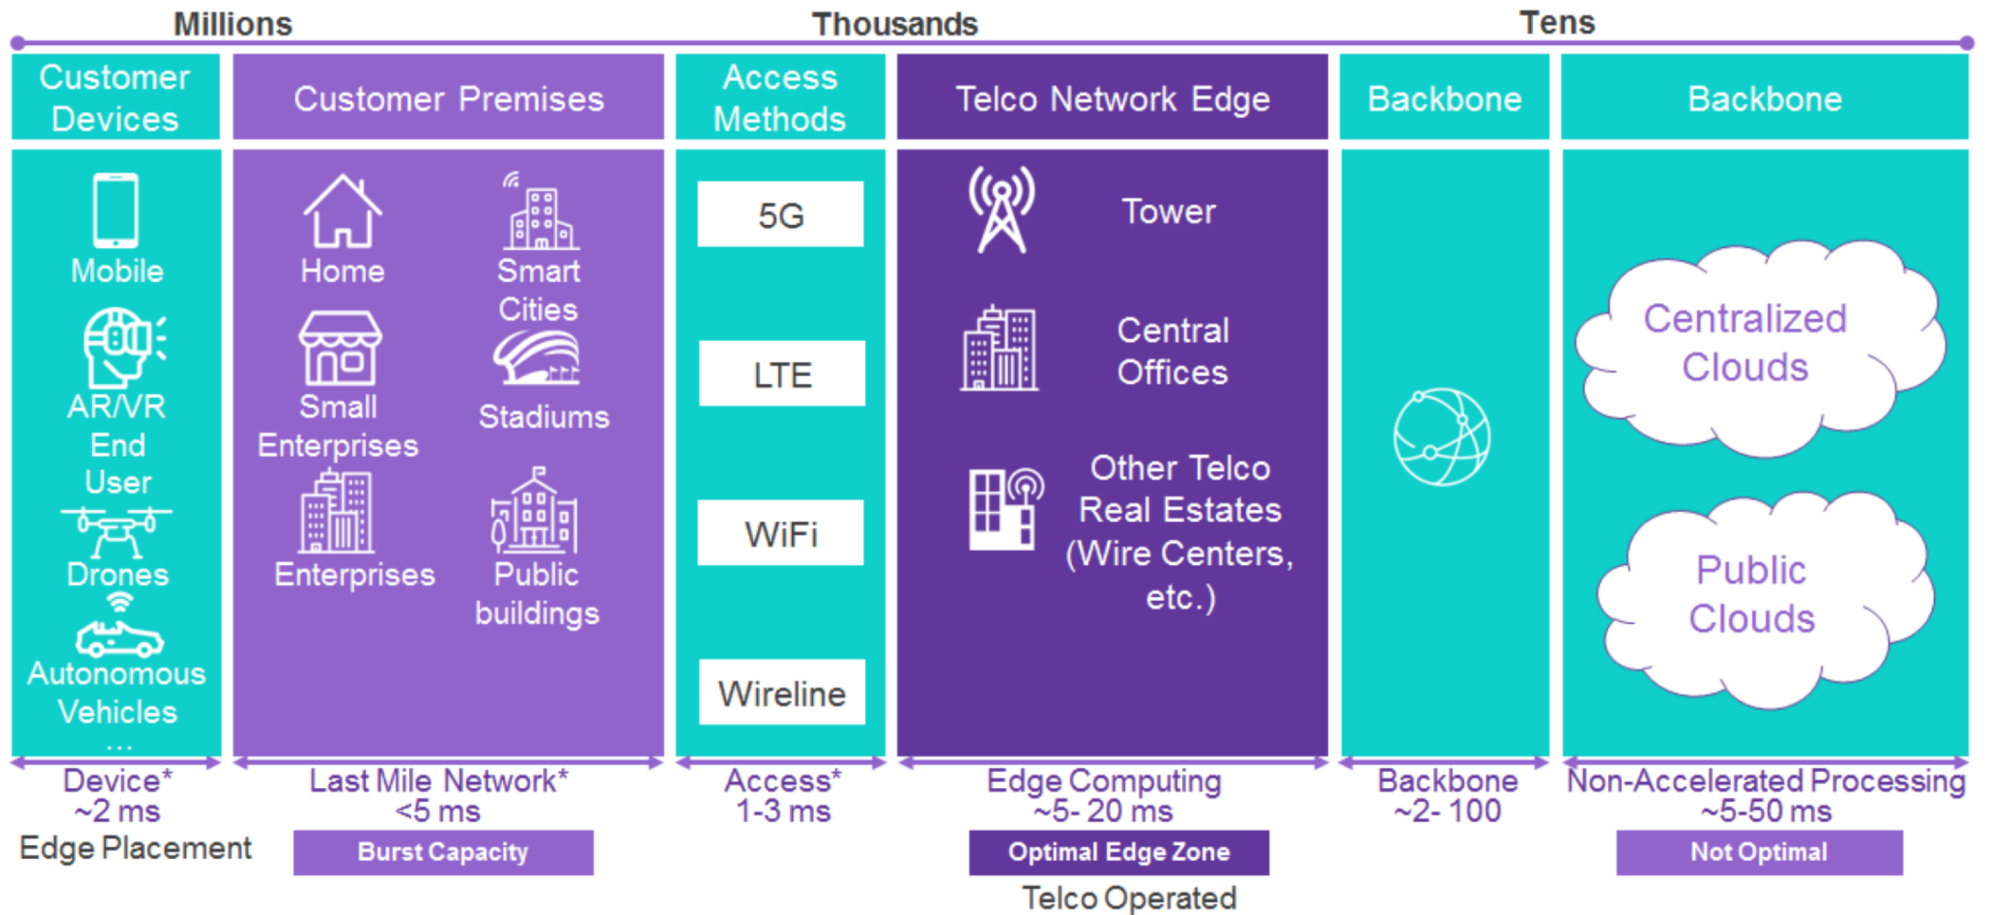 Millions
Thousands
Tens
Customer
Devices
Customer Premises
Access
Methods
Telco Network Edge
Backbone
Backbone
Mobile
AR/VR
End
User
Drones
Autonomous
Vehicles
...
Home
Smart
Cities
Small
Enterprises
Stadiums
Enterprises
Public
buildings
5G
LTE
WiFi
Wireline
Tower
Central
Offices
Other Telco
Real Estates
(Wire Centers,
etc.)
Centralized
Clouds
Public
Clouds
Device*
~2 ms
Last Mile Network*
<5 ms
Access*
1-3 ms
Edge Computing
~5- 20 ms
Backbone
~2- 100
Non-Accelerated Processing
~5-50 ms
Edge Placement
Burst Capacity
Optimal Edge Zone
Not Optimal
Telco Operated